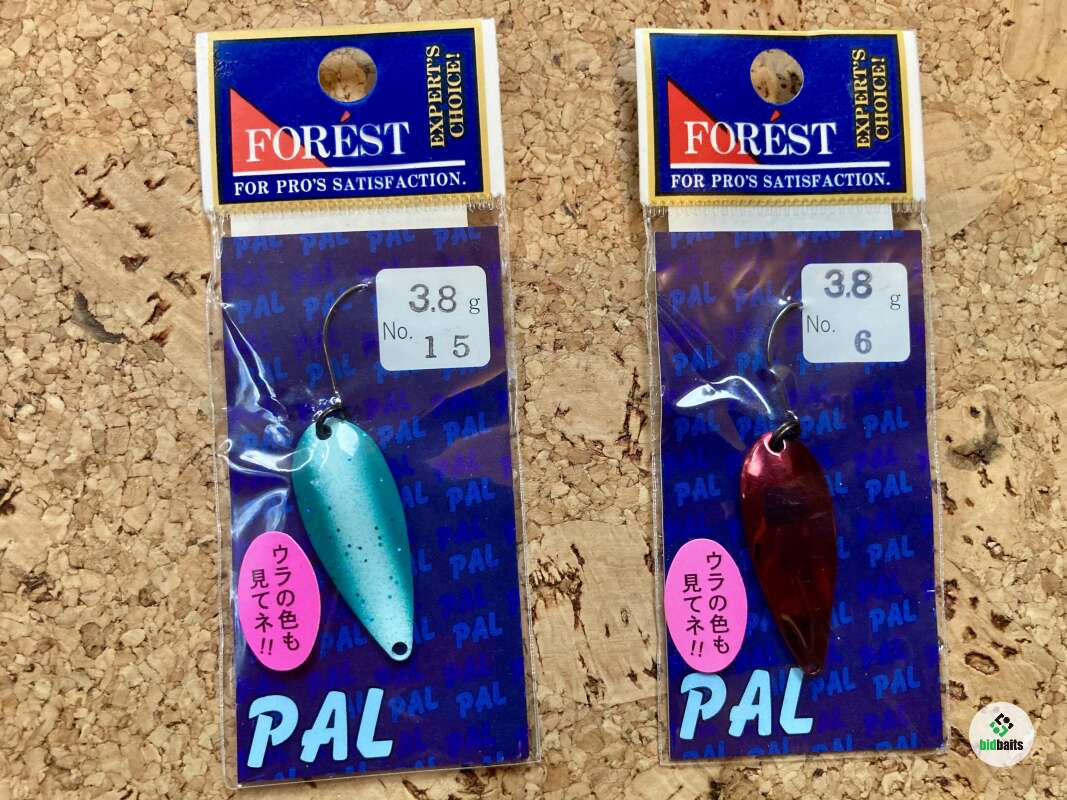 EXPERT'S
CHOICE!
FORÉST
FOR PRO'S SATISFACTION.
3.8 g
No. 15
ウラの色も
見てネ!!
PAL
EXPERT'S
CHOICE!
FORÉST
FOR PRO'S SATISFACTION.
3.8 g
No. 6
ウラの色も
見てネ!!
PAL
bidbaits